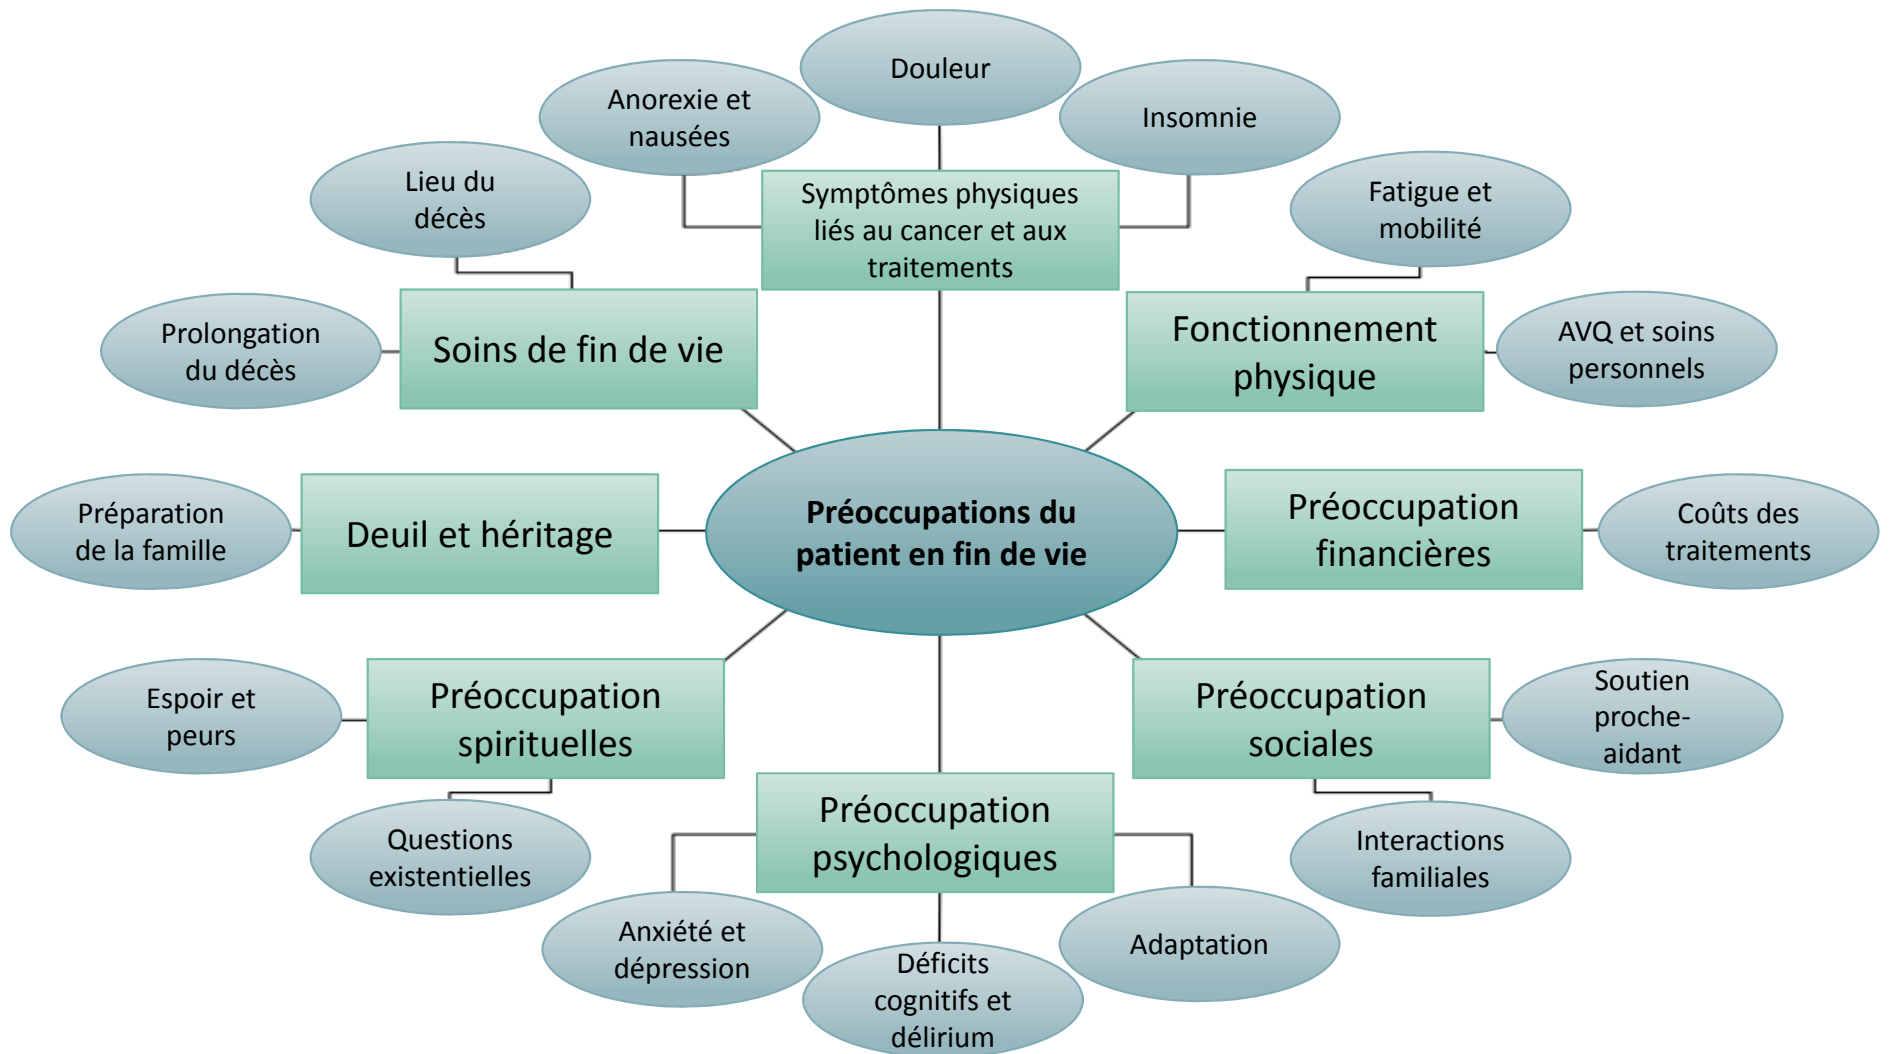 Douleur
Anorexie et
nausées
Insomnie
Lieu du
décès
Symptômes physiques
liés au cancer et aux
traitements
Fatigue et
mobilité
Prolongation
du décès
Soins de fin de vie
Fonctionnement
physique
AVQ et soins
personnels
Préparation
de la famille
Deuil et héritage
Préoccupations du
patient en fin de vie
Préoccupation
financières
Coûts des
traitements
Espoir et
peurs
Préoccupation
spirituelles
Préoccupation
sociales
Soutien
proche-
aidant
Questions
existentielles
Préoccupation
psychologiques
Interactions
familiales
Anxiété et
dépression
Déficits
cognitifs et
délirium
Adaptation